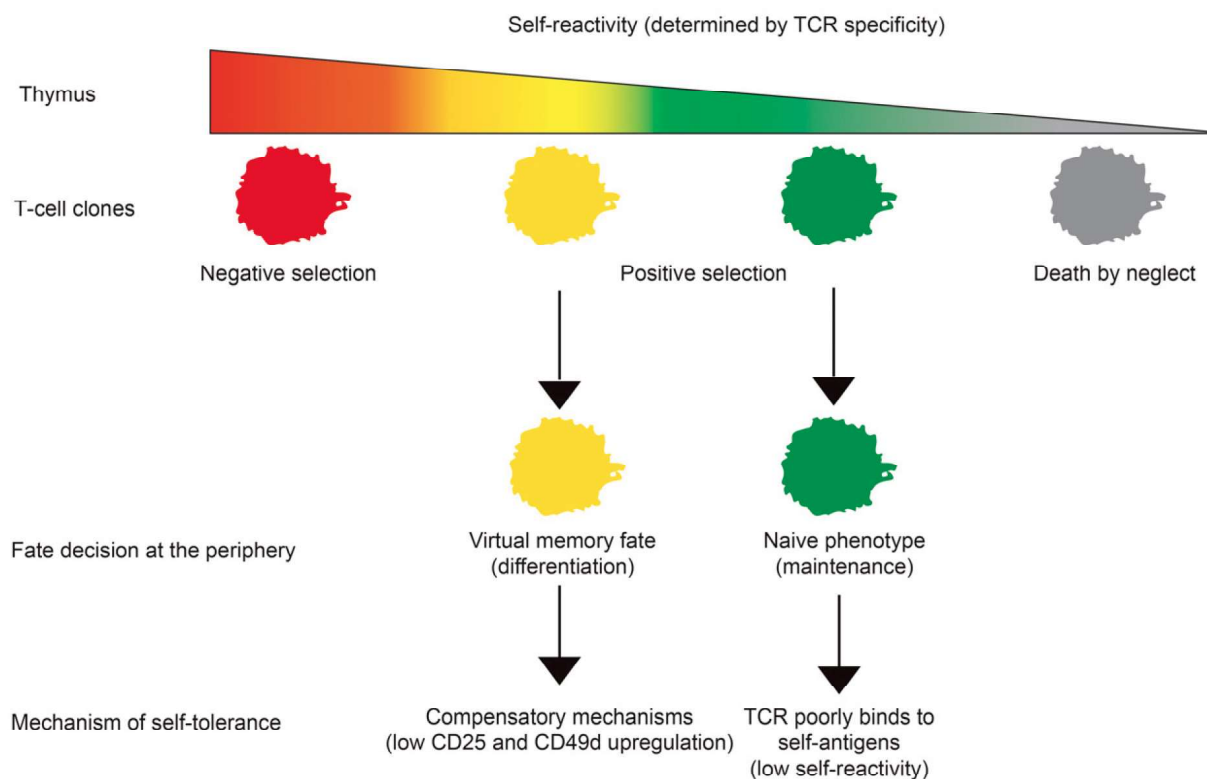 Self-reactivity (determined by TCR specificity)
Thymus
T-cell clones
Negative selection
Positive selection
Death by neglect
Fate decision at the periphery
Virtual memory fate
(differentiation)
Naive phenotype
(maintenance)
Mechanism of self-tolerance
Compensatory mechanisms
(low CD25 and CD49d upregulation)
TCR poorly binds to
self-antigens
(low self-reactivity)